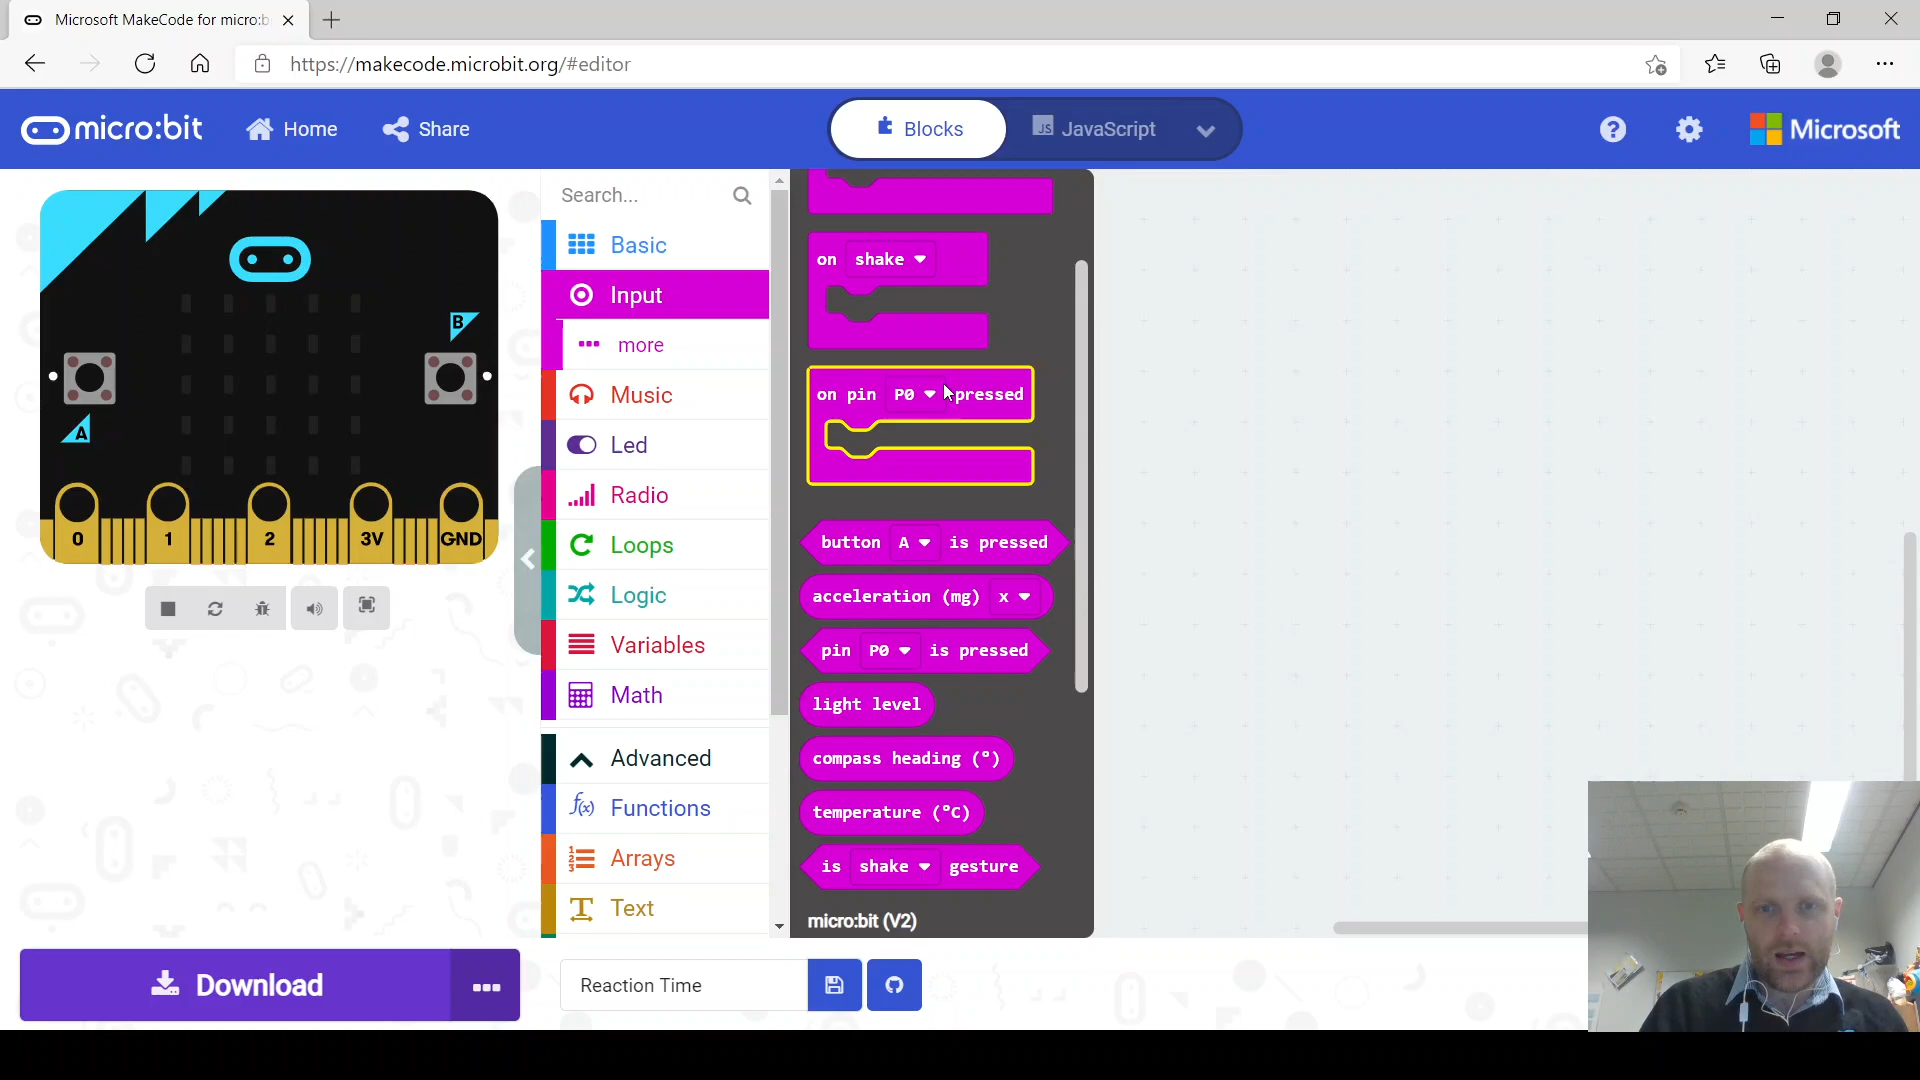 Microsoft MakeCode for micro:b
https://makecode.microbit.org/#editor
micro:bit
Home
Share
Blocks
JS JavaScript
Microsoft
Search...
Basic
Input
more
Music
Led
Radio
Loops
Logic
Variables
Math
Advanced
Functions
Arrays
Text
on shake
on pin P0 pressed
button A is pressed
acceleration (mg) x
pin P0 is pressed
light level
compass heading (°)
temperature (°C)
is shake gesture
micro:bit (V2)
B
A
0 1 2 3V GND
Download
Reaction Time